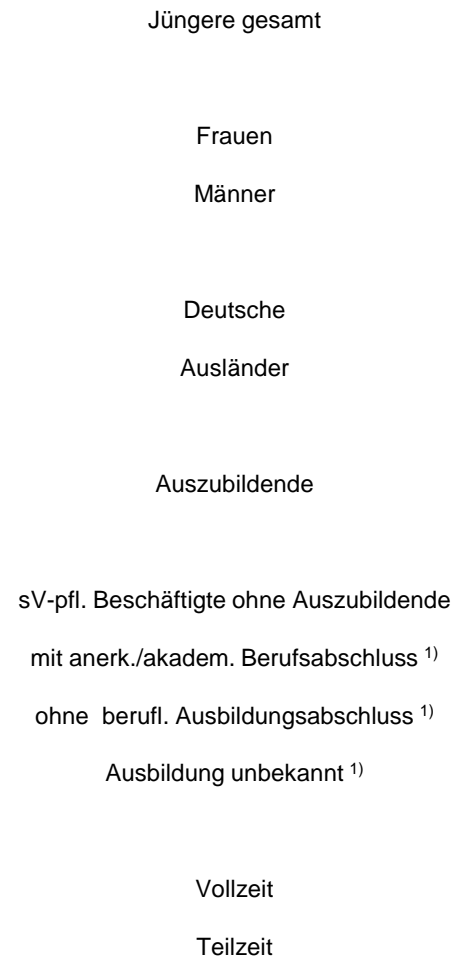 Jüngere gesamt
Frauen
Männer
Deutsche
Ausländer
Auszubildende
sV-pfl. Beschäftigte ohne Auszubildende
mit anerk./akadem. Berufsabschluss 1)
ohne  berufl. Ausbildungsabschluss 1)
Ausbildung unbekannt 1)
Vollzeit
Teilzeit